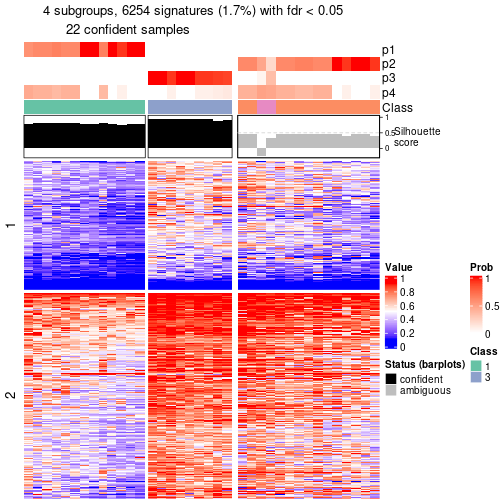 4 subgroups, 6254 signatures (1.7%) with fdr < 0.05
22 confident samples
p1
p2
p3
p4
Class
1
0.5
0
Silhouette
score
1
2
Value
1
0.8
0.6
0.4
0.2
0
Prob
1
0.5
0
Status (barplots)
confident
ambiguous
Class
1
3